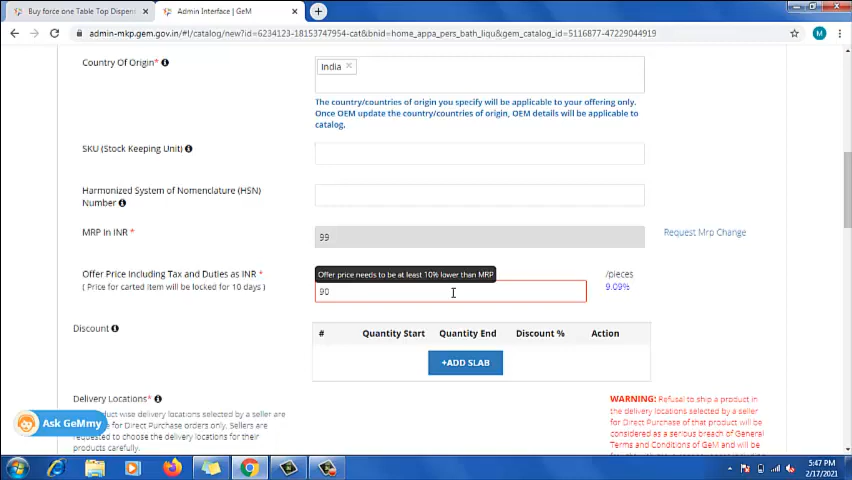 Buy force one Table Top Dispens
Admin Interface | GeM
admin-mkp.gem.gov.in/#!/catalog/new?id=6234123-18153747954-cat&bnid=home_appa_pers_bath_liqu&gem_catalog_id=5116877-47229044919
M
Country Of Origin*
India
The country/countries of origin you specify will be applicable to your offering only.
Once OEM update the country/countries of origin, OEM details will be applicable to
catalog.
SKU (Stock Keeping Unit)
Harmonized System of Nomenclature (HSN)
Number
MRP In INR *
99
Request Mrp Change
Offer price needs to be at least 10% lower than MRP
Offer Price Including Tax and Duties as INR *
( Price for carted item will be locked for 10 days )
90
/pieces
9.09%
Discount
# Quantity Start Quantity End Discount % Action
+ADD SLAB
Delivery Locations*
product wise delivery locations selected by a seller are
for Direct Purchase orders only. Sellers are
requested to choose the delivery locations for their
products carefully.
WARNING: Refusal to ship a product in
the delivery locations selected by a seller
for Direct Purchase of that product will be
considered as a serious breach of General
Terms and Conditions of GeM. Failing
Ask GeMmy
5:47 PM
2/17/2021